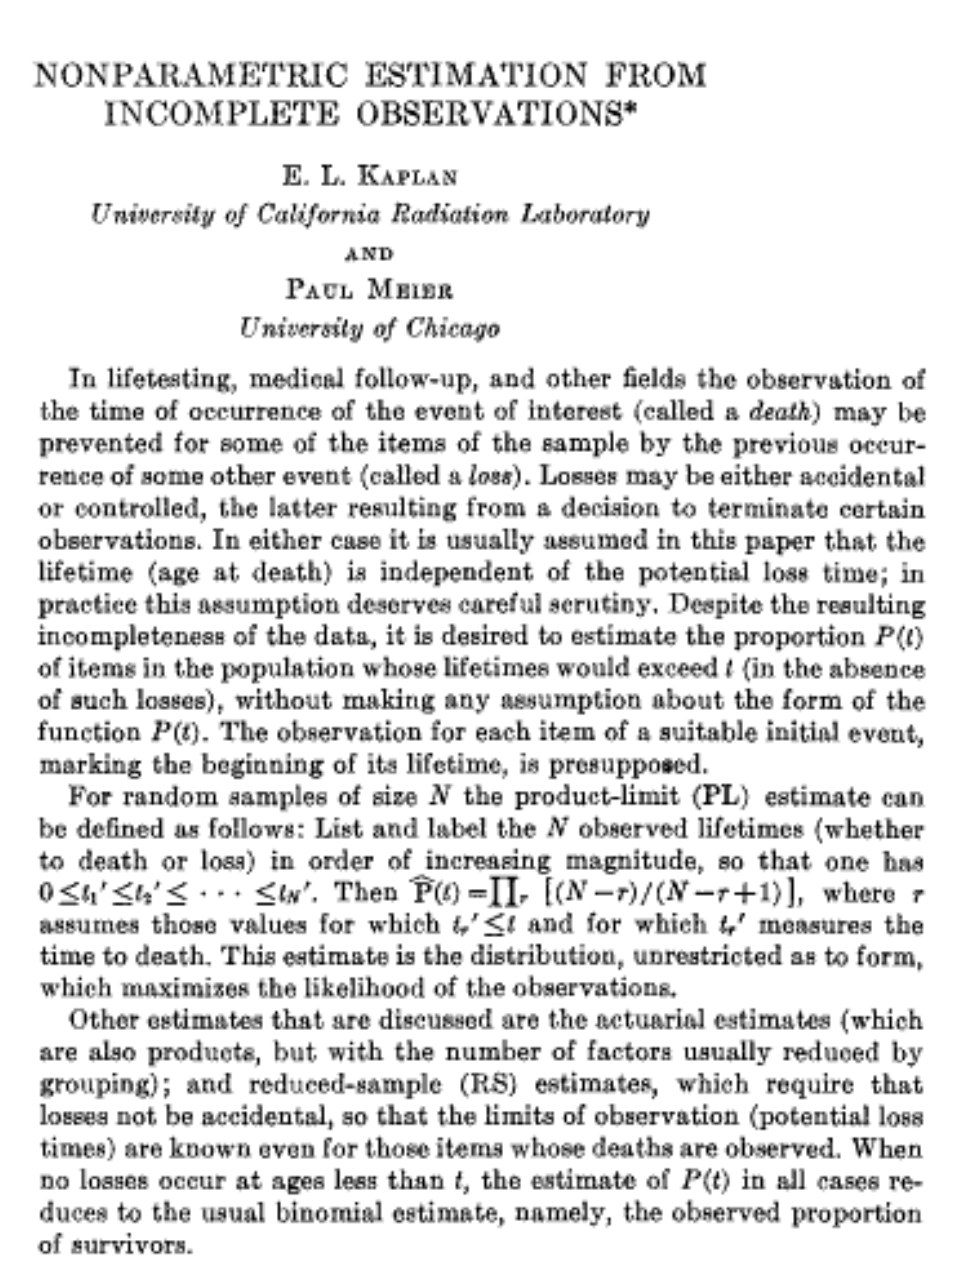 NONPARAMETRIC ESTIMATION FROM
INCOMPLETE OBSERVATIONS*
E. L. KAPLAN
University of California Radiation Laboratory
AND
PAUL MEIER
University of Chicago
In lifetesting, medical follow-up, and other fields the observation of
the time of occurrence of the event of interest (called a death) may be
prevented for some of the items of the sample by the previous occur-
rence of some other event (called a loss). Losses may be either accidental
or controlled, the latter resulting from a decision to terminate certain
observations. In either case it is usually assumed in this paper that the
lifetime (age at death) is independent of the potential loss time; in
practice this assumption deserves careful scrutiny. Despite the resulting
incompleteness of the data, it is desired to estimate the proportion P(t)
of items in the population whose lifetimes would exceed t (in the absence
of such losses), without making any assumption about the form of the
function P(t). The observation for each item of a suitable initial event,
marking the beginning of its lifetime, is presupposed.
For random samples of size N the product-limit (PL) estimate can
be defined as follows: List and label the N observed lifetimes (whether
to death or loss) in order of increasing magnitude, so that one has
0≤t₁'≤t₂'≤ · · · ≤t_N'. Then P̂(t)=∏ᵣ [(N−r)/(N−r+1)], where r
assumes those values for which tᵣ'≤t and for which tᵣ' measures the
time to death. This estimate is the distribution, unrestricted as to form,
which maximizes the likelihood of the observations.
Other estimates that are discussed are the actuarial estimates (which
are also products, but with the number of factors usually reduced by
grouping); and reduced-sample (RS) estimates, which require that
losses not be accidental, so that the limits of observation (potential loss
times) are known even for those items whose deaths are observed. When
no losses occur at ages less than t, the estimate of P(t) in all cases re-
duces to the usual binomial estimate, namely, the observed proportion
of survivors.